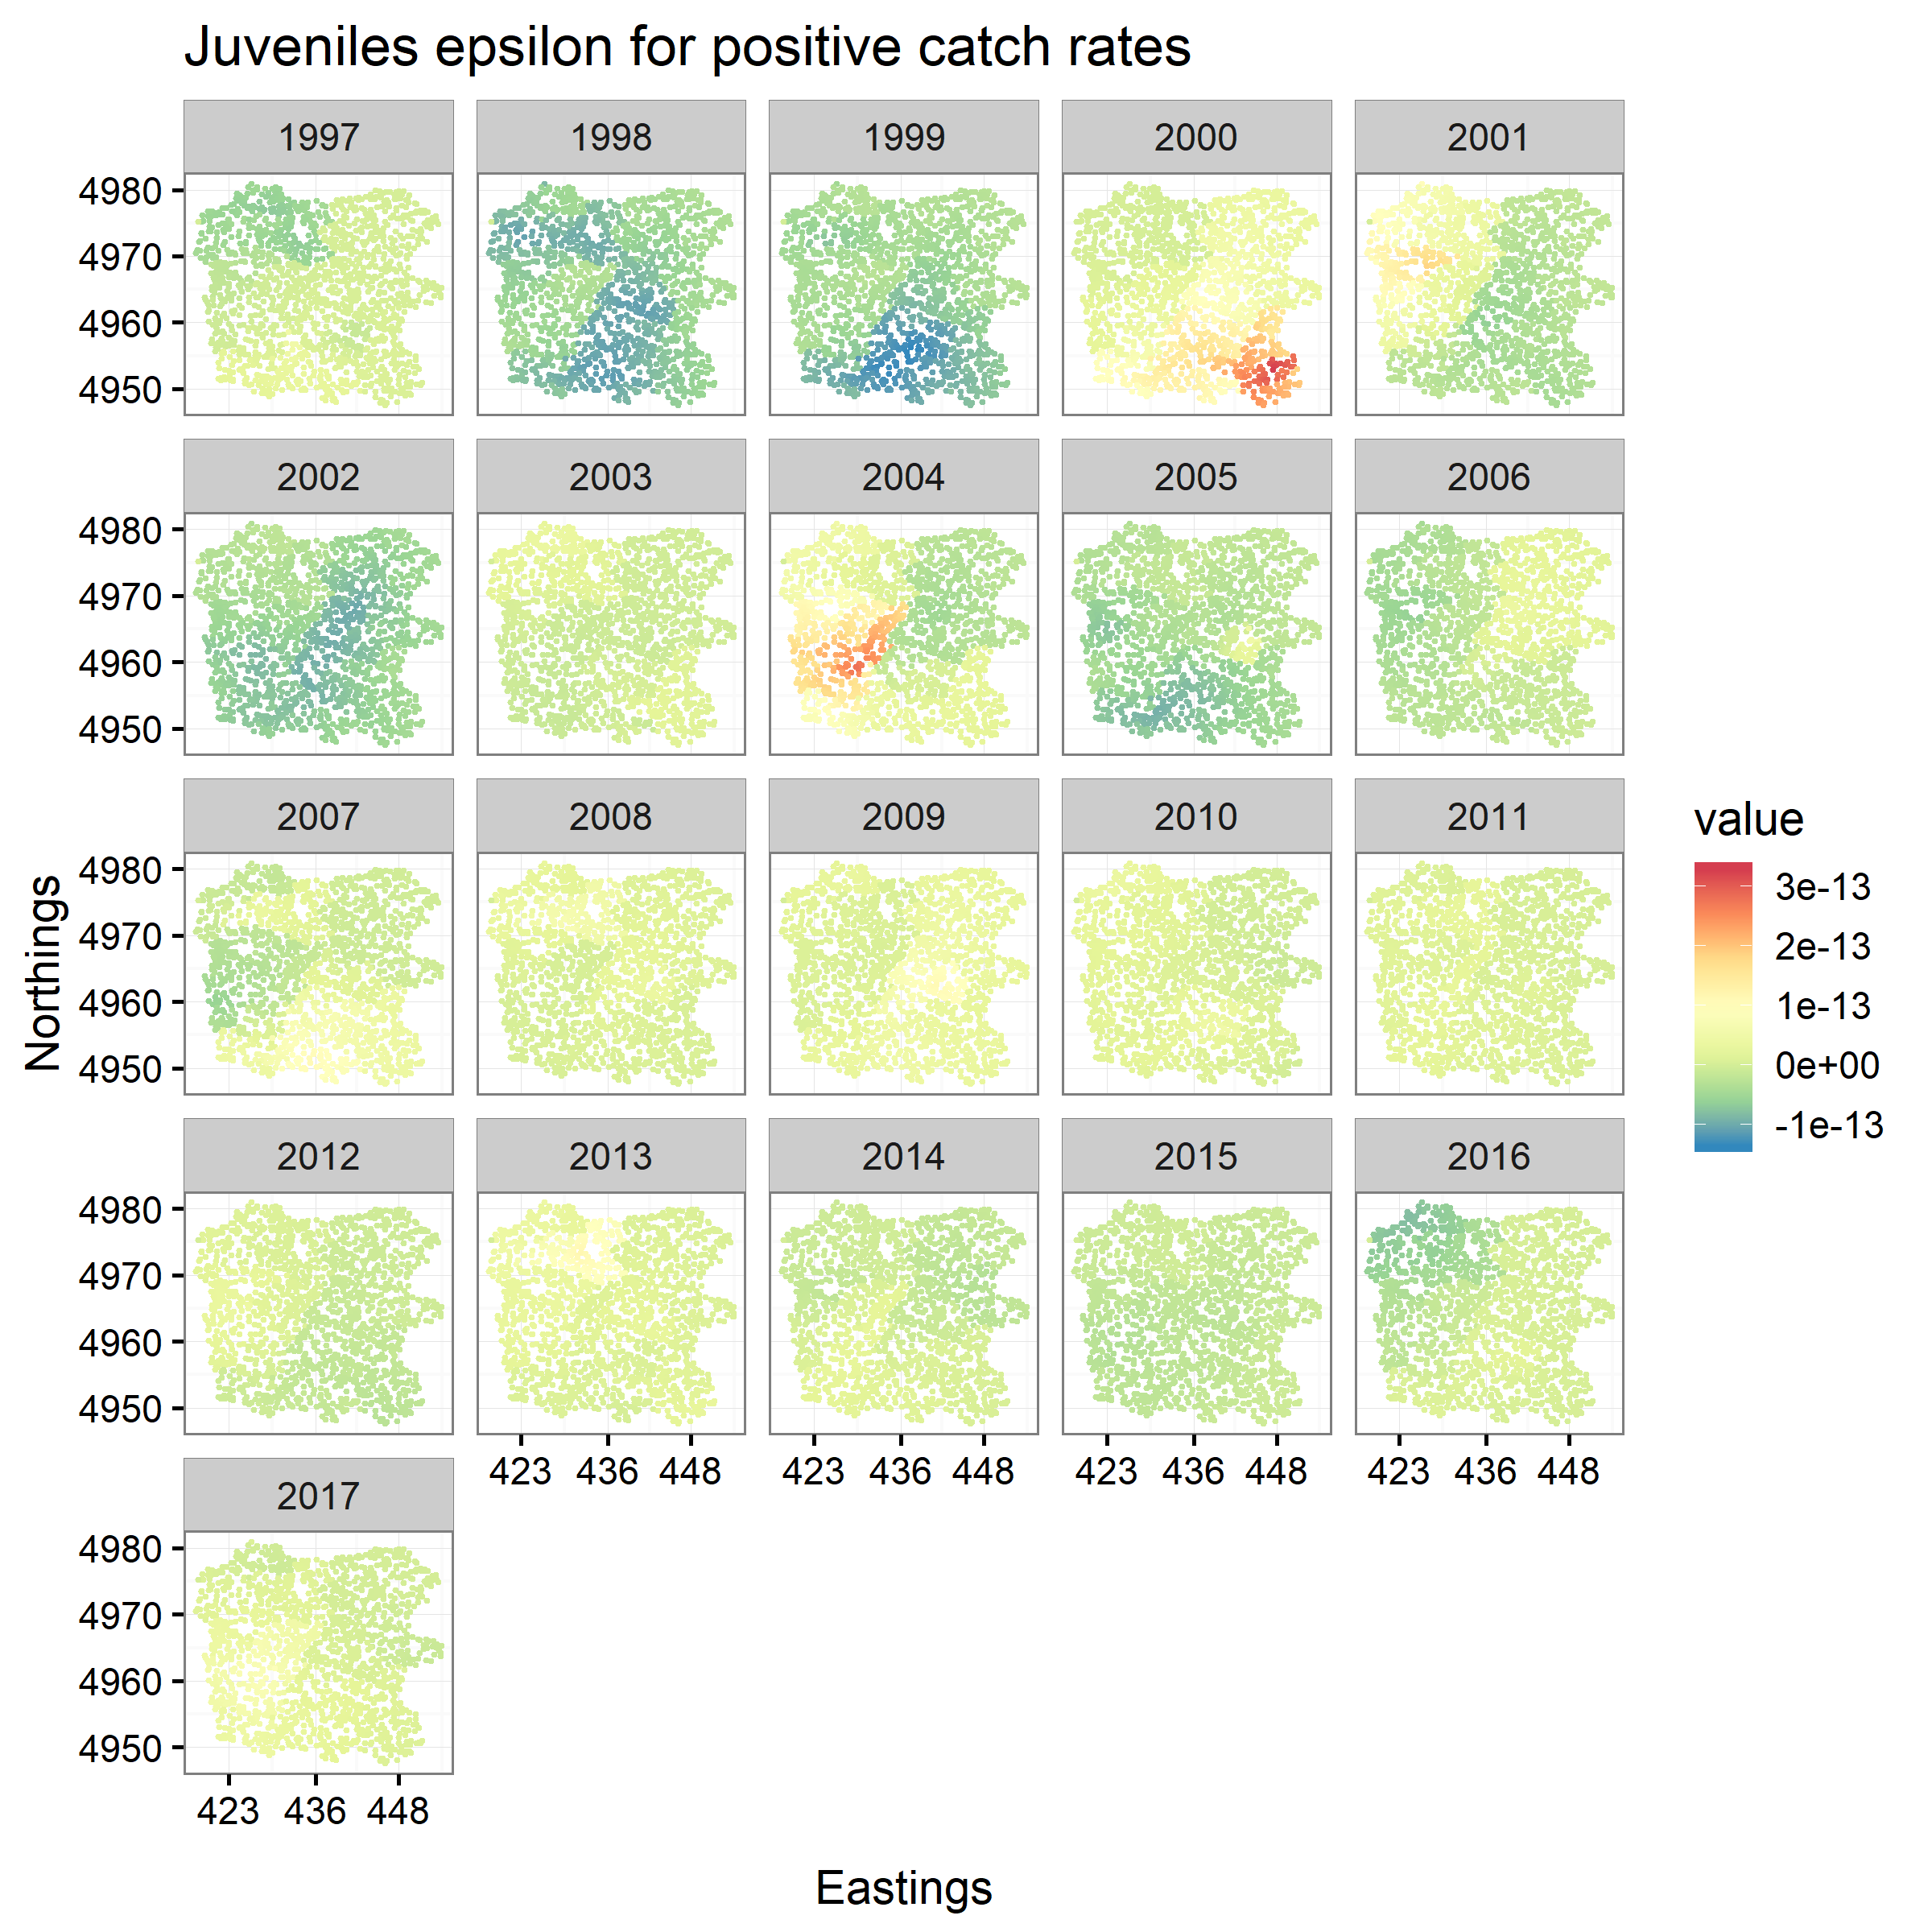 Juveniles epsilon for positive catch rates
1997 1998 1999 2000 2001
4980
4970
4960
4950
2002 2003 2004 2005 2006
4980
4970
4960
4950
2007 2008 2009 2010 2011
4980
4970
4960
4950
2012 2013 2014 2015 2016
4980
4970
4960
4950
423 436 448 423 436 448 423 436 448 423 436 448
2017
4980
4970
4960
4950
423 436 448
Northings
Eastings
value
3e-13
2e-13
1e-13
0e+00
-1e-13